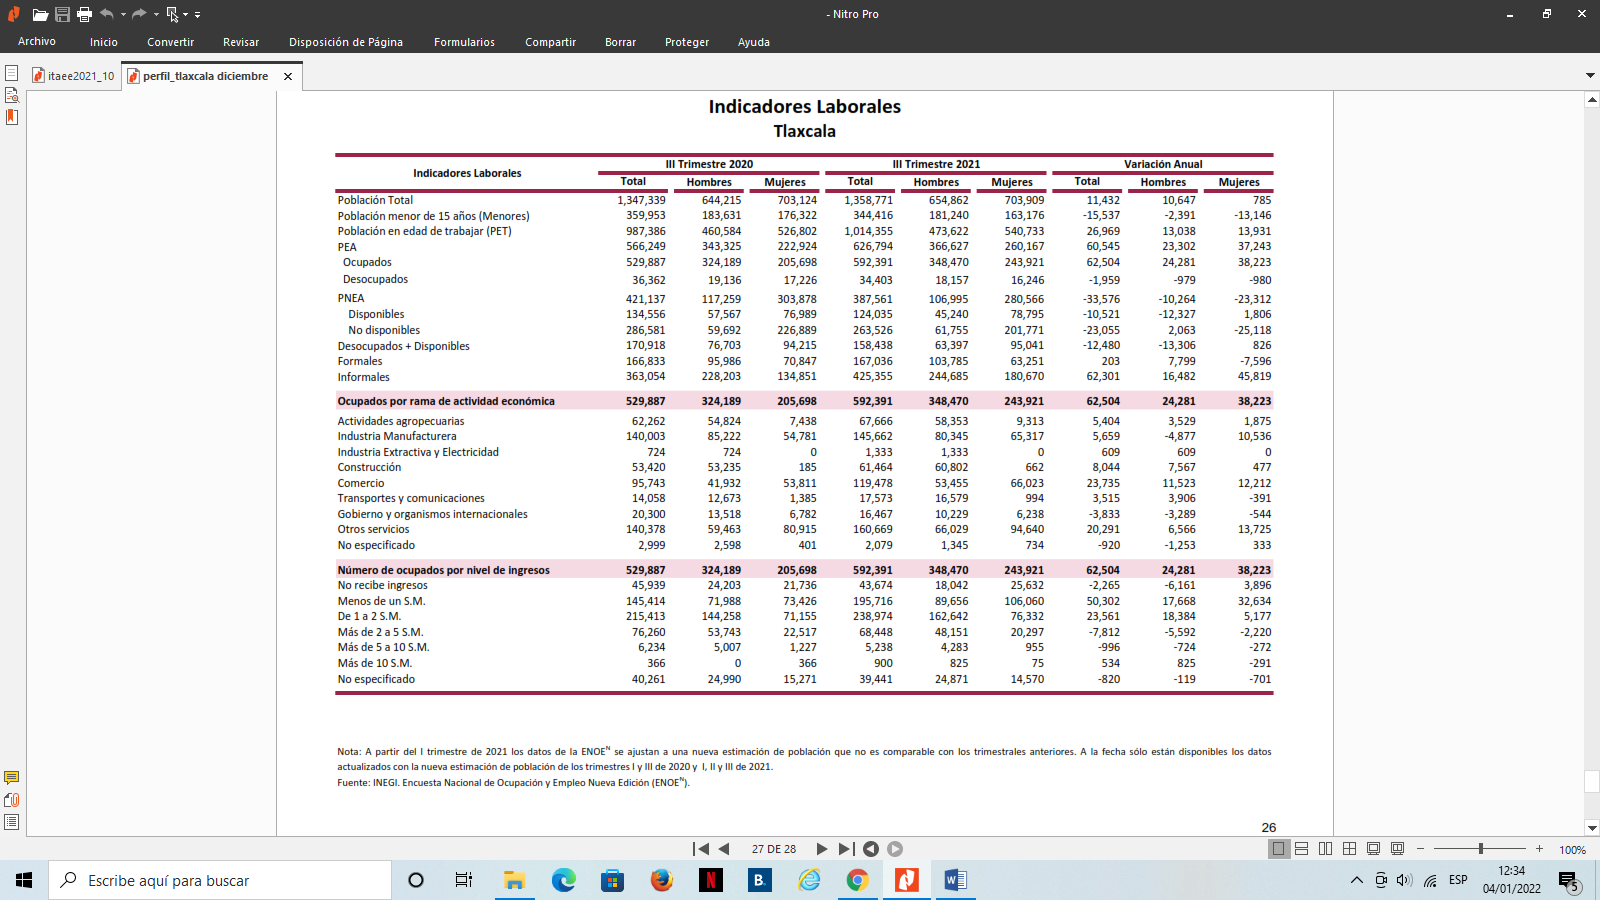 - Nitro Pro
Archivo Inicio Convertir Revisar Disposición de Página Formularios Compartir Borrar Proteger Ayuda
itaee2021_10 perfil_tlaxcala diciembre
Indicadores Laborales
Tlaxcala
Indicadores Laborales III Trimestre 2020 III Trimestre 2021 Variación Anual
Total Hombres Mujeres Total Hombres Mujeres Total Hombres Mujeres
Población Total 1,347,339 644,215 703,124 1,358,771 654,862 703,909 11,432 10,647 785
Población menor de 15 años (Menores) 359,953 183,631 176,322 344,416 181,240 163,176 -15,537 -2,391 -13,146
Población en edad de trabajar (PET) 987,386 460,584 526,802 1,014,355 473,622 540,733 26,969 13,038 13,931
PEA 566,249 343,325 222,924 626,794 366,627 260,167 60,545 23,302 37,243
Ocupados 529,887 324,189 205,698 592,391 348,470 243,921 62,504 24,281 38,223
Desocupados 36,362 19,136 17,226 34,403 18,157 16,246 -1,959 -979 -980
PNEA 421,137 117,259 303,878 387,561 106,995 280,566 -33,576 -10,264 -23,312
Disponibles 134,556 57,567 76,989 124,035 45,240 78,795 -10,521 -12,327 1,806
No disponibles 286,581 59,692 226,889 263,526 61,755 201,771 -23,055 2,063 -25,118
Desocupados + Disponibles 170,918 76,703 94,215 158,438 63,397 95,041 -12,480 -13,306 826
Formales 166,833 95,986 70,847 167,036 103,785 63,251 203 7,799 -7,596
Informales 363,054 228,203 134,851 425,355 244,685 180,670 62,301 16,482 45,819
Ocupados por rama de actividad económica 529,887 324,189 205,698 592,391 348,470 243,921 62,504 24,281 38,223
Actividades agropecuarias 62,262 54,824 7,438 67,666 58,353 9,313 5,404 3,529 1,875
Industria Manufacturera 140,003 85,222 54,781 145,662 80,345 65,317 5,659 -4,877 10,536
Industria Extractiva y Electricidad 724 724 0 1,333 1,333 0 609 609 0
Construcción 53,420 53,235 185 61,464 60,802 662 8,044 7,567 477
Comercio 95,743 41,932 53,811 119,478 53,455 66,023 23,735 11,523 12,212
Transportes y comunicaciones 14,058 12,673 1,385 17,573 16,579 994 3,515 3,906 -391
Gobierno y organismos internacionales 20,300 13,518 6,782 16,467 10,229 6,238 -3,833 -3,289 -544
Otros servicios 140,378 59,463 80,915 160,669 66,029 94,640 20,291 6,566 13,725
No especificado 2,999 2,598 401 2,079 1,345 734 -920 -1,253 333
Número de ocupados por nivel de ingresos 529,887 324,189 205,698 592,391 348,470 243,921 62,504 24,281 38,223
No recibe ingresos 45,939 24,203 21,736 43,674 18,042 25,632 -2,265 -6,161 3,896
Menos de un S.M. 145,414 71,988 73,426 195,716 89,656 106,060 50,302 17,668 32,634
De 1 a 2 S.M. 215,413 144,258 71,155 238,974 162,642 76,332 23,561 18,384 5,177
Más de 2 a 5 S.M. 76,260 53,743 22,517 68,448 48,151 20,297 -7,812 -5,592 -2,220
Más de 5 a 10 S.M. 6,234 5,007 1,227 5,238 4,283 955 -996 -724 -272
Más de 10 S.M. 366 0 366 900 825 75 534 825 -291
No especificado 40,261 24,990 15,271 39,441 24,871 14,570 -820 -119 -701
Nota: A partir del I trimestre de 2021 los datos de la ENOEᴺ se ajustan a una nueva estimación de población que no es comparable con los trimestrales anteriores. A la fecha sólo están disponibles los datos
actualizados con la nueva estimación de población de los trimestres I y III de 2020 y I, II y III de 2021.
Fuente: INEGI. Encuesta Nacional de Ocupación y Empleo Nueva Edición (ENOEᴺ).
26
27 DE 28
100%
Escribe aquí para buscar
N
B.
ESP
12:34
04/01/2022
5